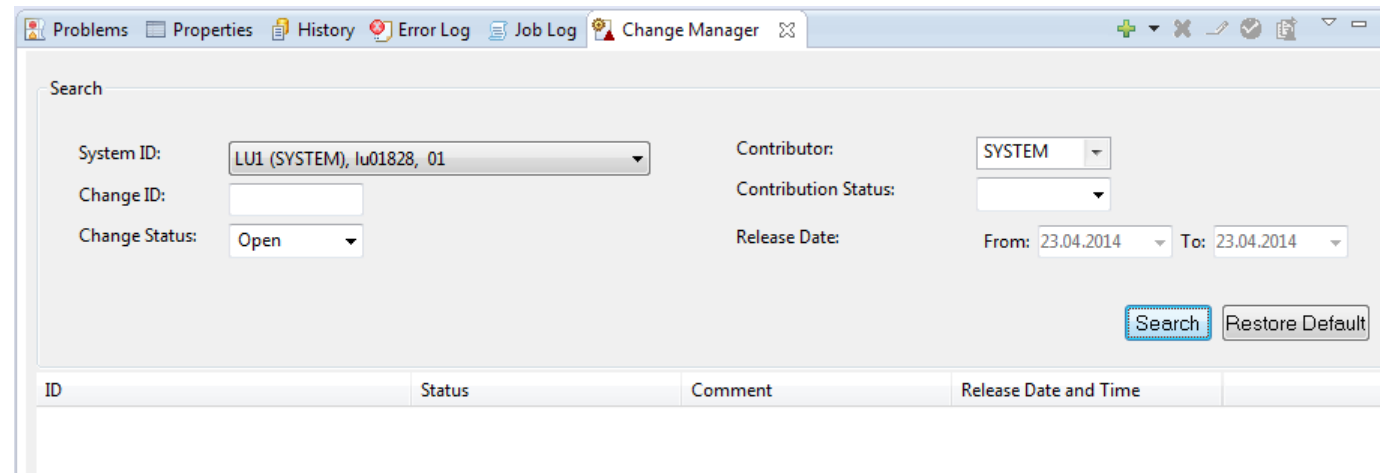 Problems Properties History Error Log Job Log Change Manager
Search
System ID: LU1 (SYSTEM), lu01828, 01 Contributor: SYSTEM
Change ID: Contribution Status:
Change Status: Open Release Date: From: 23.04.2014 To: 23.04.2014
Search Restore Default
ID Status Comment Release Date and Time